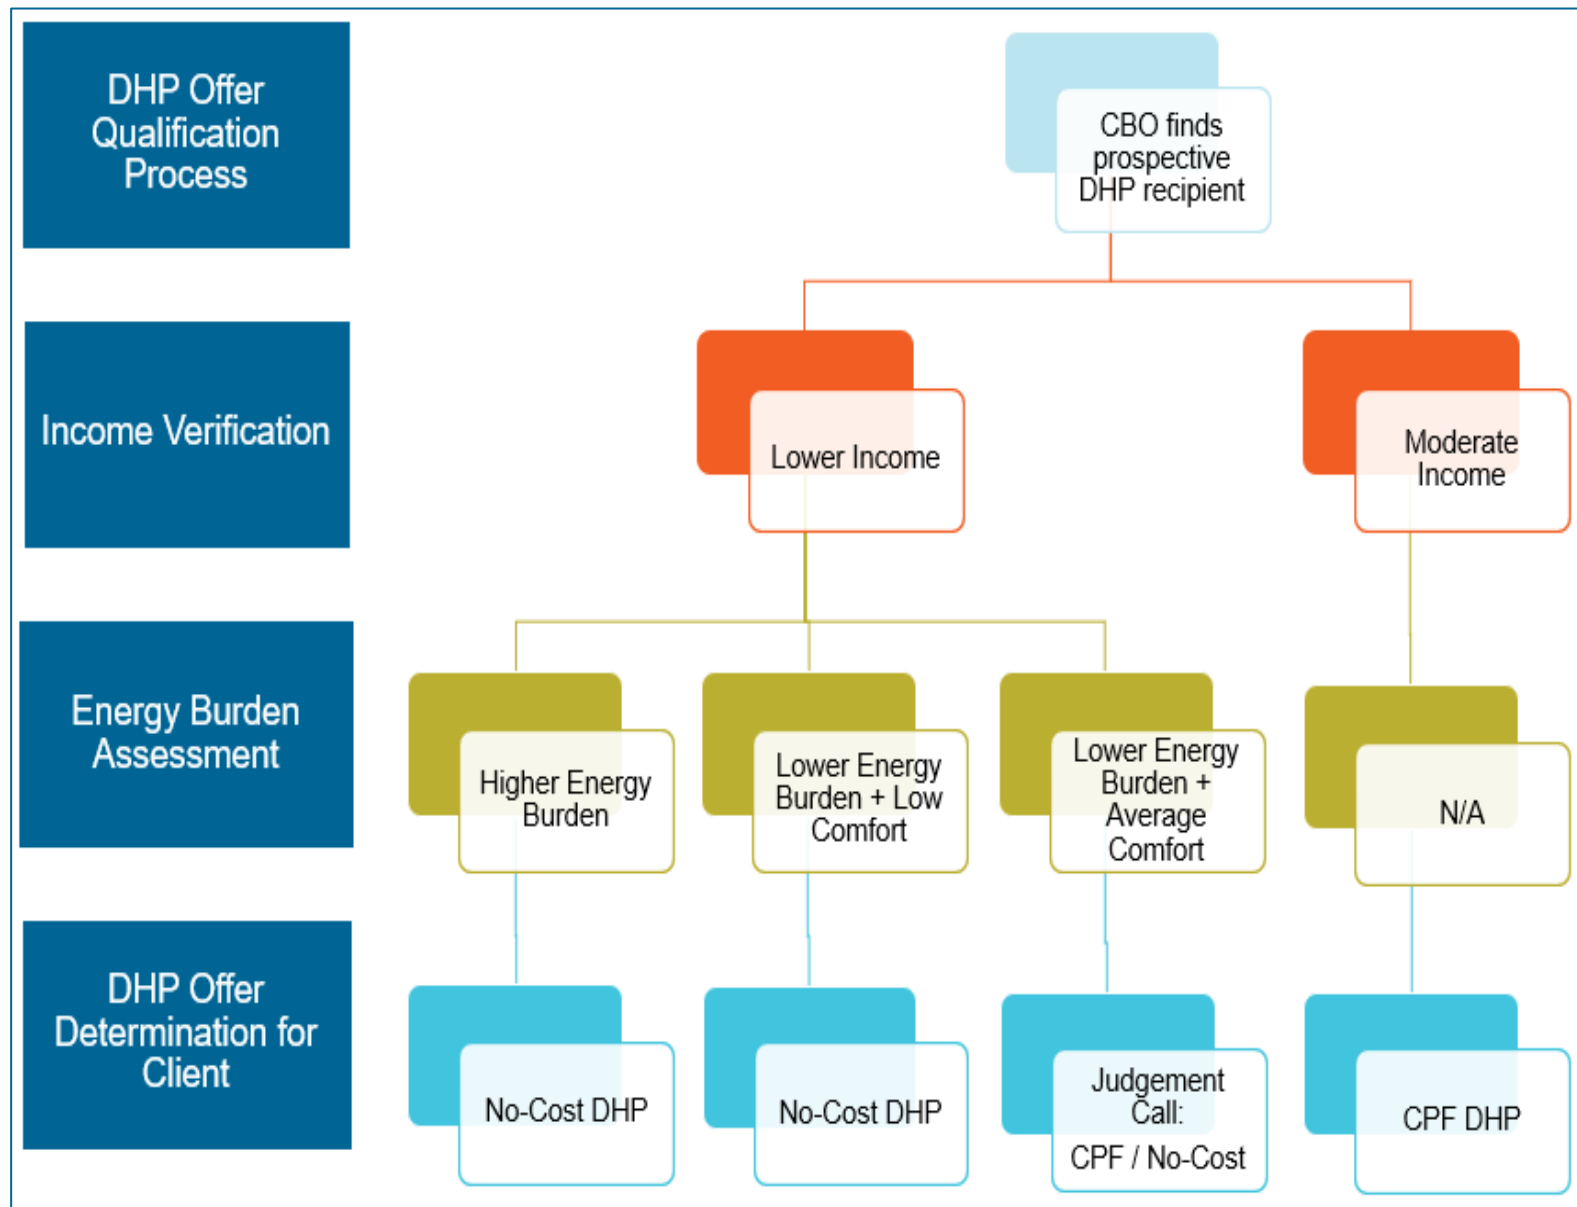 DHP Offer
Qualification
Process
CBO finds
prospective
DHP recipient
Income Verification
Lower Income
Moderate
Income
Energy Burden
Assessment
Higher Energy
Burden
Lower Energy
Burden + Low
Comfort
Lower Energy
Burden +
Average
Comfort
N/A
DHP Offer
Determination for
Client
No-Cost DHP
No-Cost DHP
Judgement
Call:
CPF / No-Cost
CPF DHP